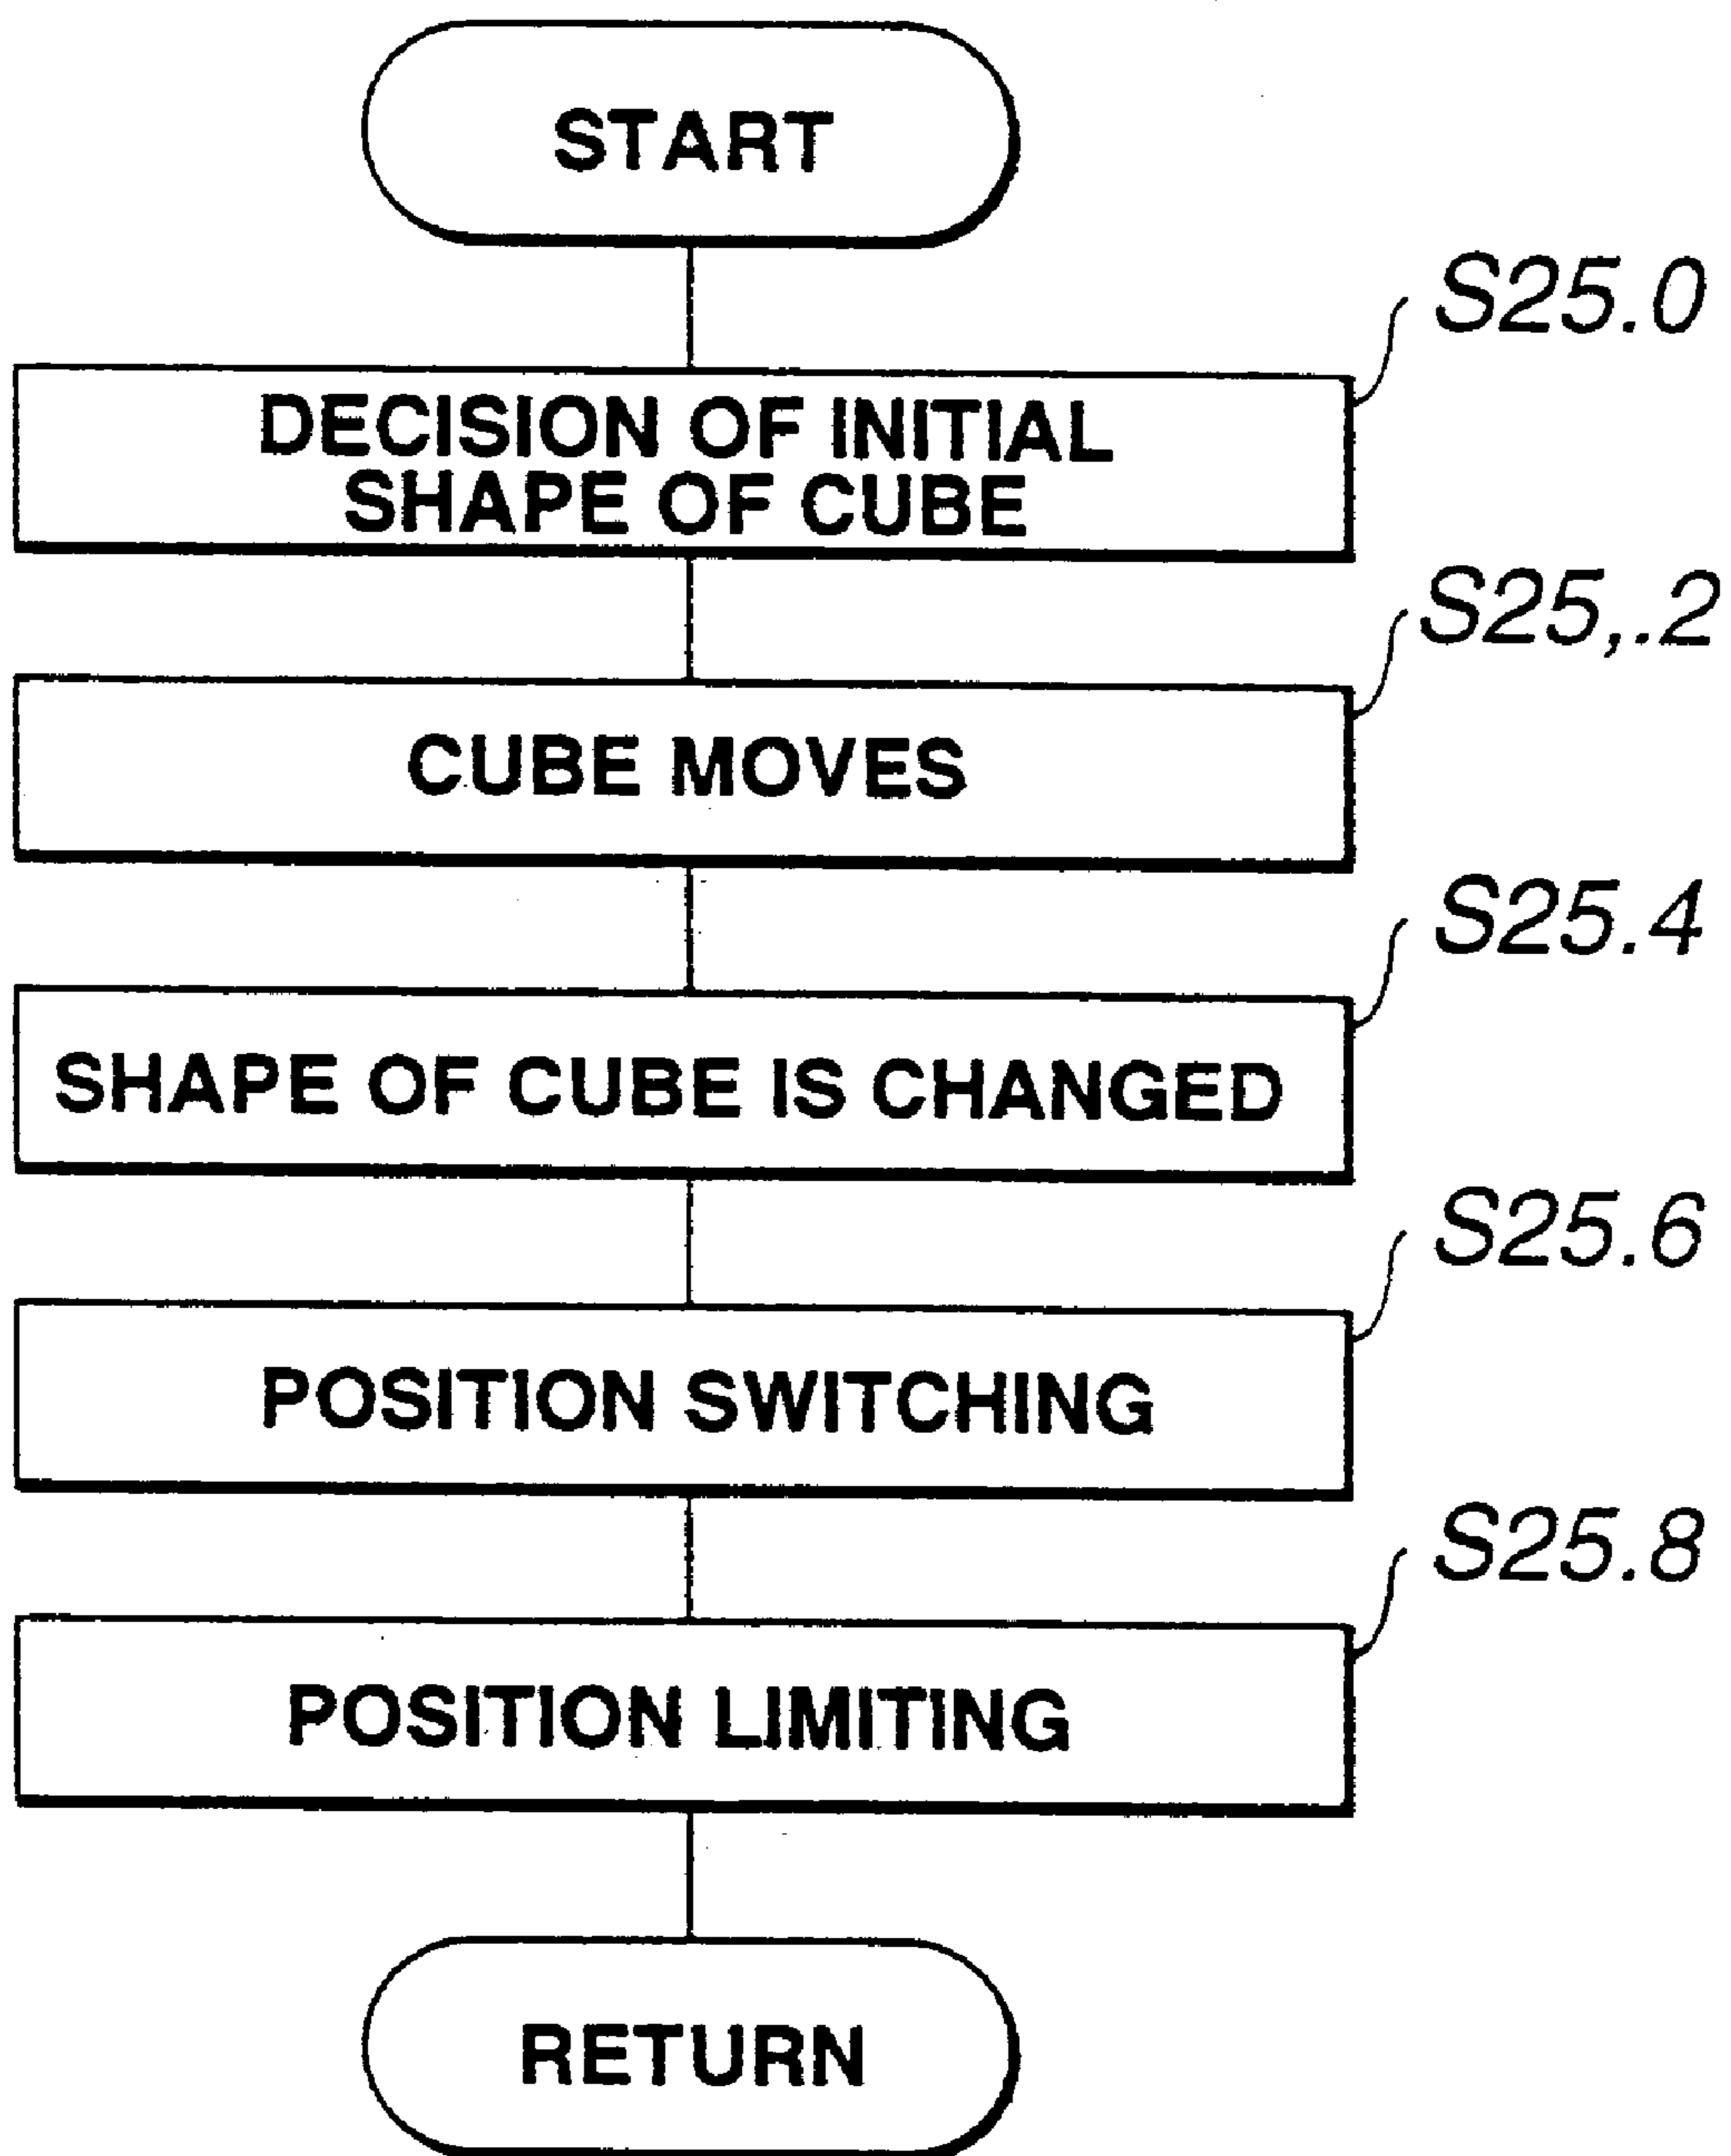 START
S25.0
DECISION OF INITIAL
SHAPE OF CUBE
S25,.2
CUBE MOVES
S25.4
SHAPE OF CUBE IS CHANGED
S25.6
POSITION SWITCHING
S25.8
POSITION LIMITING
RETURN